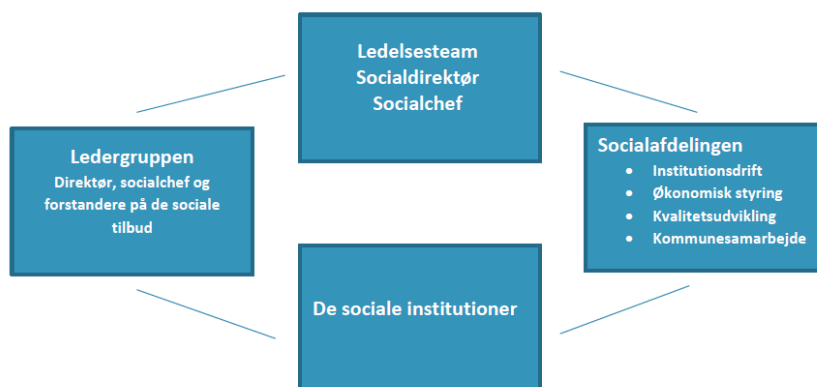 Ledelsesteam
Socialdirektør
Socialchef
Ledergruppen
Direktør, socialchef og
forstandere på de sociale
tilbud
Socialafdelingen
• Institutionsdrift
• Økonomisk styring
• Kvalitetsudvikling
• Kommunesamarbejde
De sociale institutioner